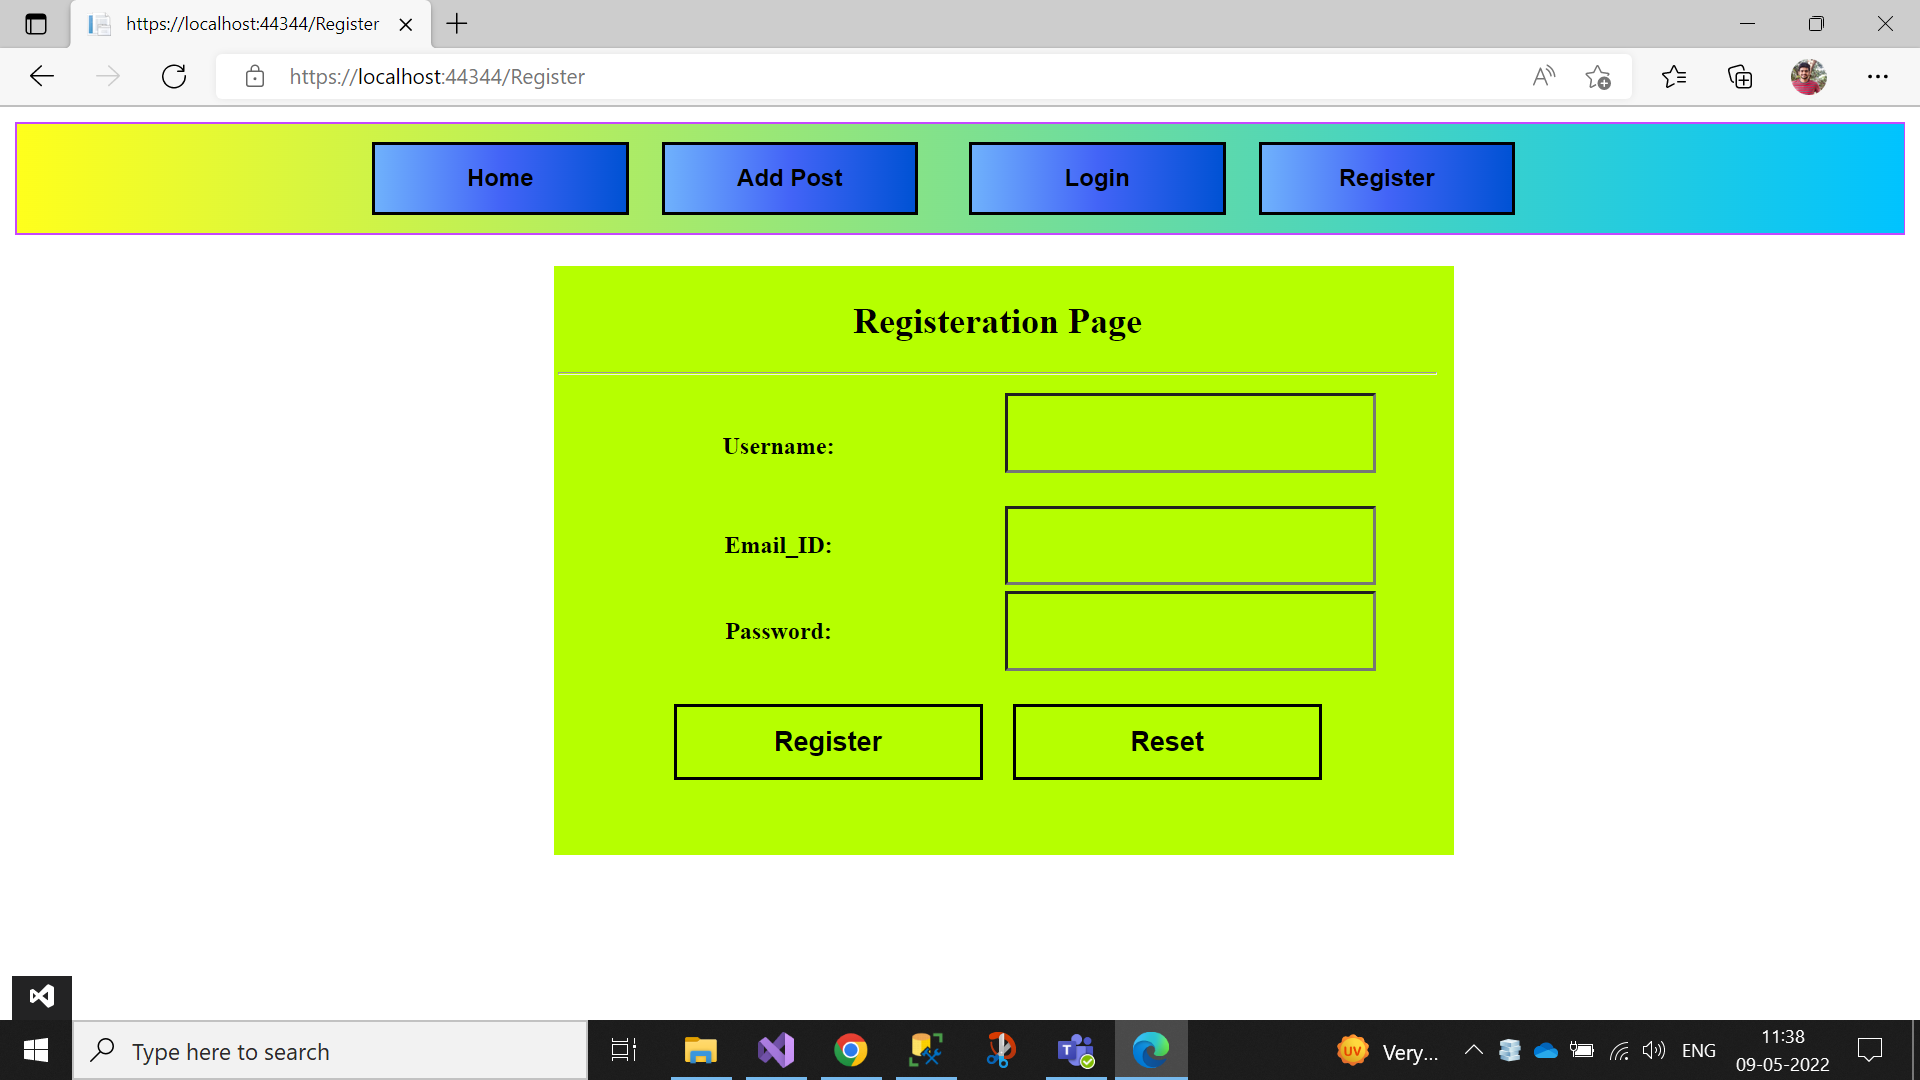 https://localhost:44344/Register
https://localhost:44344/Register
Home
Add Post
Login
Register
Registeration Page
Username:
Email_ID:
Password:
Register
Reset
Type here to search
UV
Very...
ENG
11:38
09-05-2022